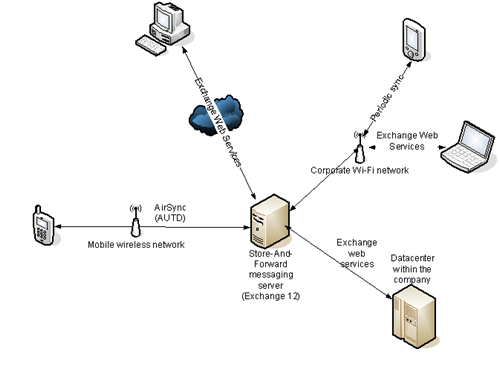 Exchange Web Services
Periodic sync
Exchange Web
Services
Corporate Wi-Fi network
AirSync
(AUTD)
Mobile wireless network
Store-And-
Forward
messaging
server
(Exchange 12)
Exchange
web
services
Datacenter
within the
company